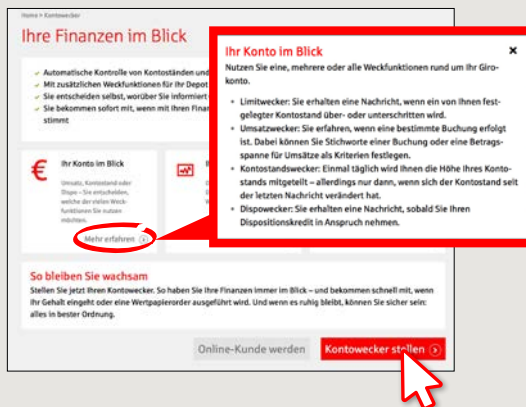 Home > Kontowecker
Ihre Finanzen im Blick
Automatische Kontrolle von Kontoständen und
Mit zusätzlichen Weckfunktionen für Ihr Depot
Sie entscheiden selbst, worüber Sie informiert
Sie bekommen sofort mit, wenn mit Ihren Finan
stimmt
Ihr Konto im Blick
Umsatz, Kontostand oder
Dispo – Sie entscheiden,
welche der vielen Weck-
funktionen Sie nutzen
möchten.
Mehr erfahren
Ihr Konto im Blick
Nutzen Sie eine, mehrere oder alle Weckfunktionen rund um Ihr Giro-
konto.
• Limitwecker: Sie erhalten eine Nachricht, wenn ein von Ihnen fest-
gelegter Kontostand über- oder unterschritten wird.
• Umsatzwecker: Sie erfahren, wenn eine bestimmte Buchung erfolgt
ist. Dabei können Sie Stichworte einer Buchung oder eine Betrags-
spanne für Umsätze als Kriterien festlegen.
• Kontostandswecker: Einmal täglich wird Ihnen die Höhe Ihres Konto-
stands mitgeteilt – allerdings nur dann, wenn sich der Kontostand seit
der letzten Nachricht verändert hat.
• Dispowecker: Sie erhalten eine Nachricht, sobald Sie Ihren
Dispositionskredit in Anspruch nehmen.
So bleiben Sie wachsam
Stellen Sie jetzt Ihren Kontowecker. So haben Sie Ihre Finanzen immer im Blick – und bekommen schnell mit, wenn
Ihr Gehalt eingeht oder eine Wertpapierorder ausgeführt wird. Und wenn es ruhig bleibt, können Sie sicher sein:
alles in bester Ordnung.
Online-Kunde werden
Kontowecker stellen